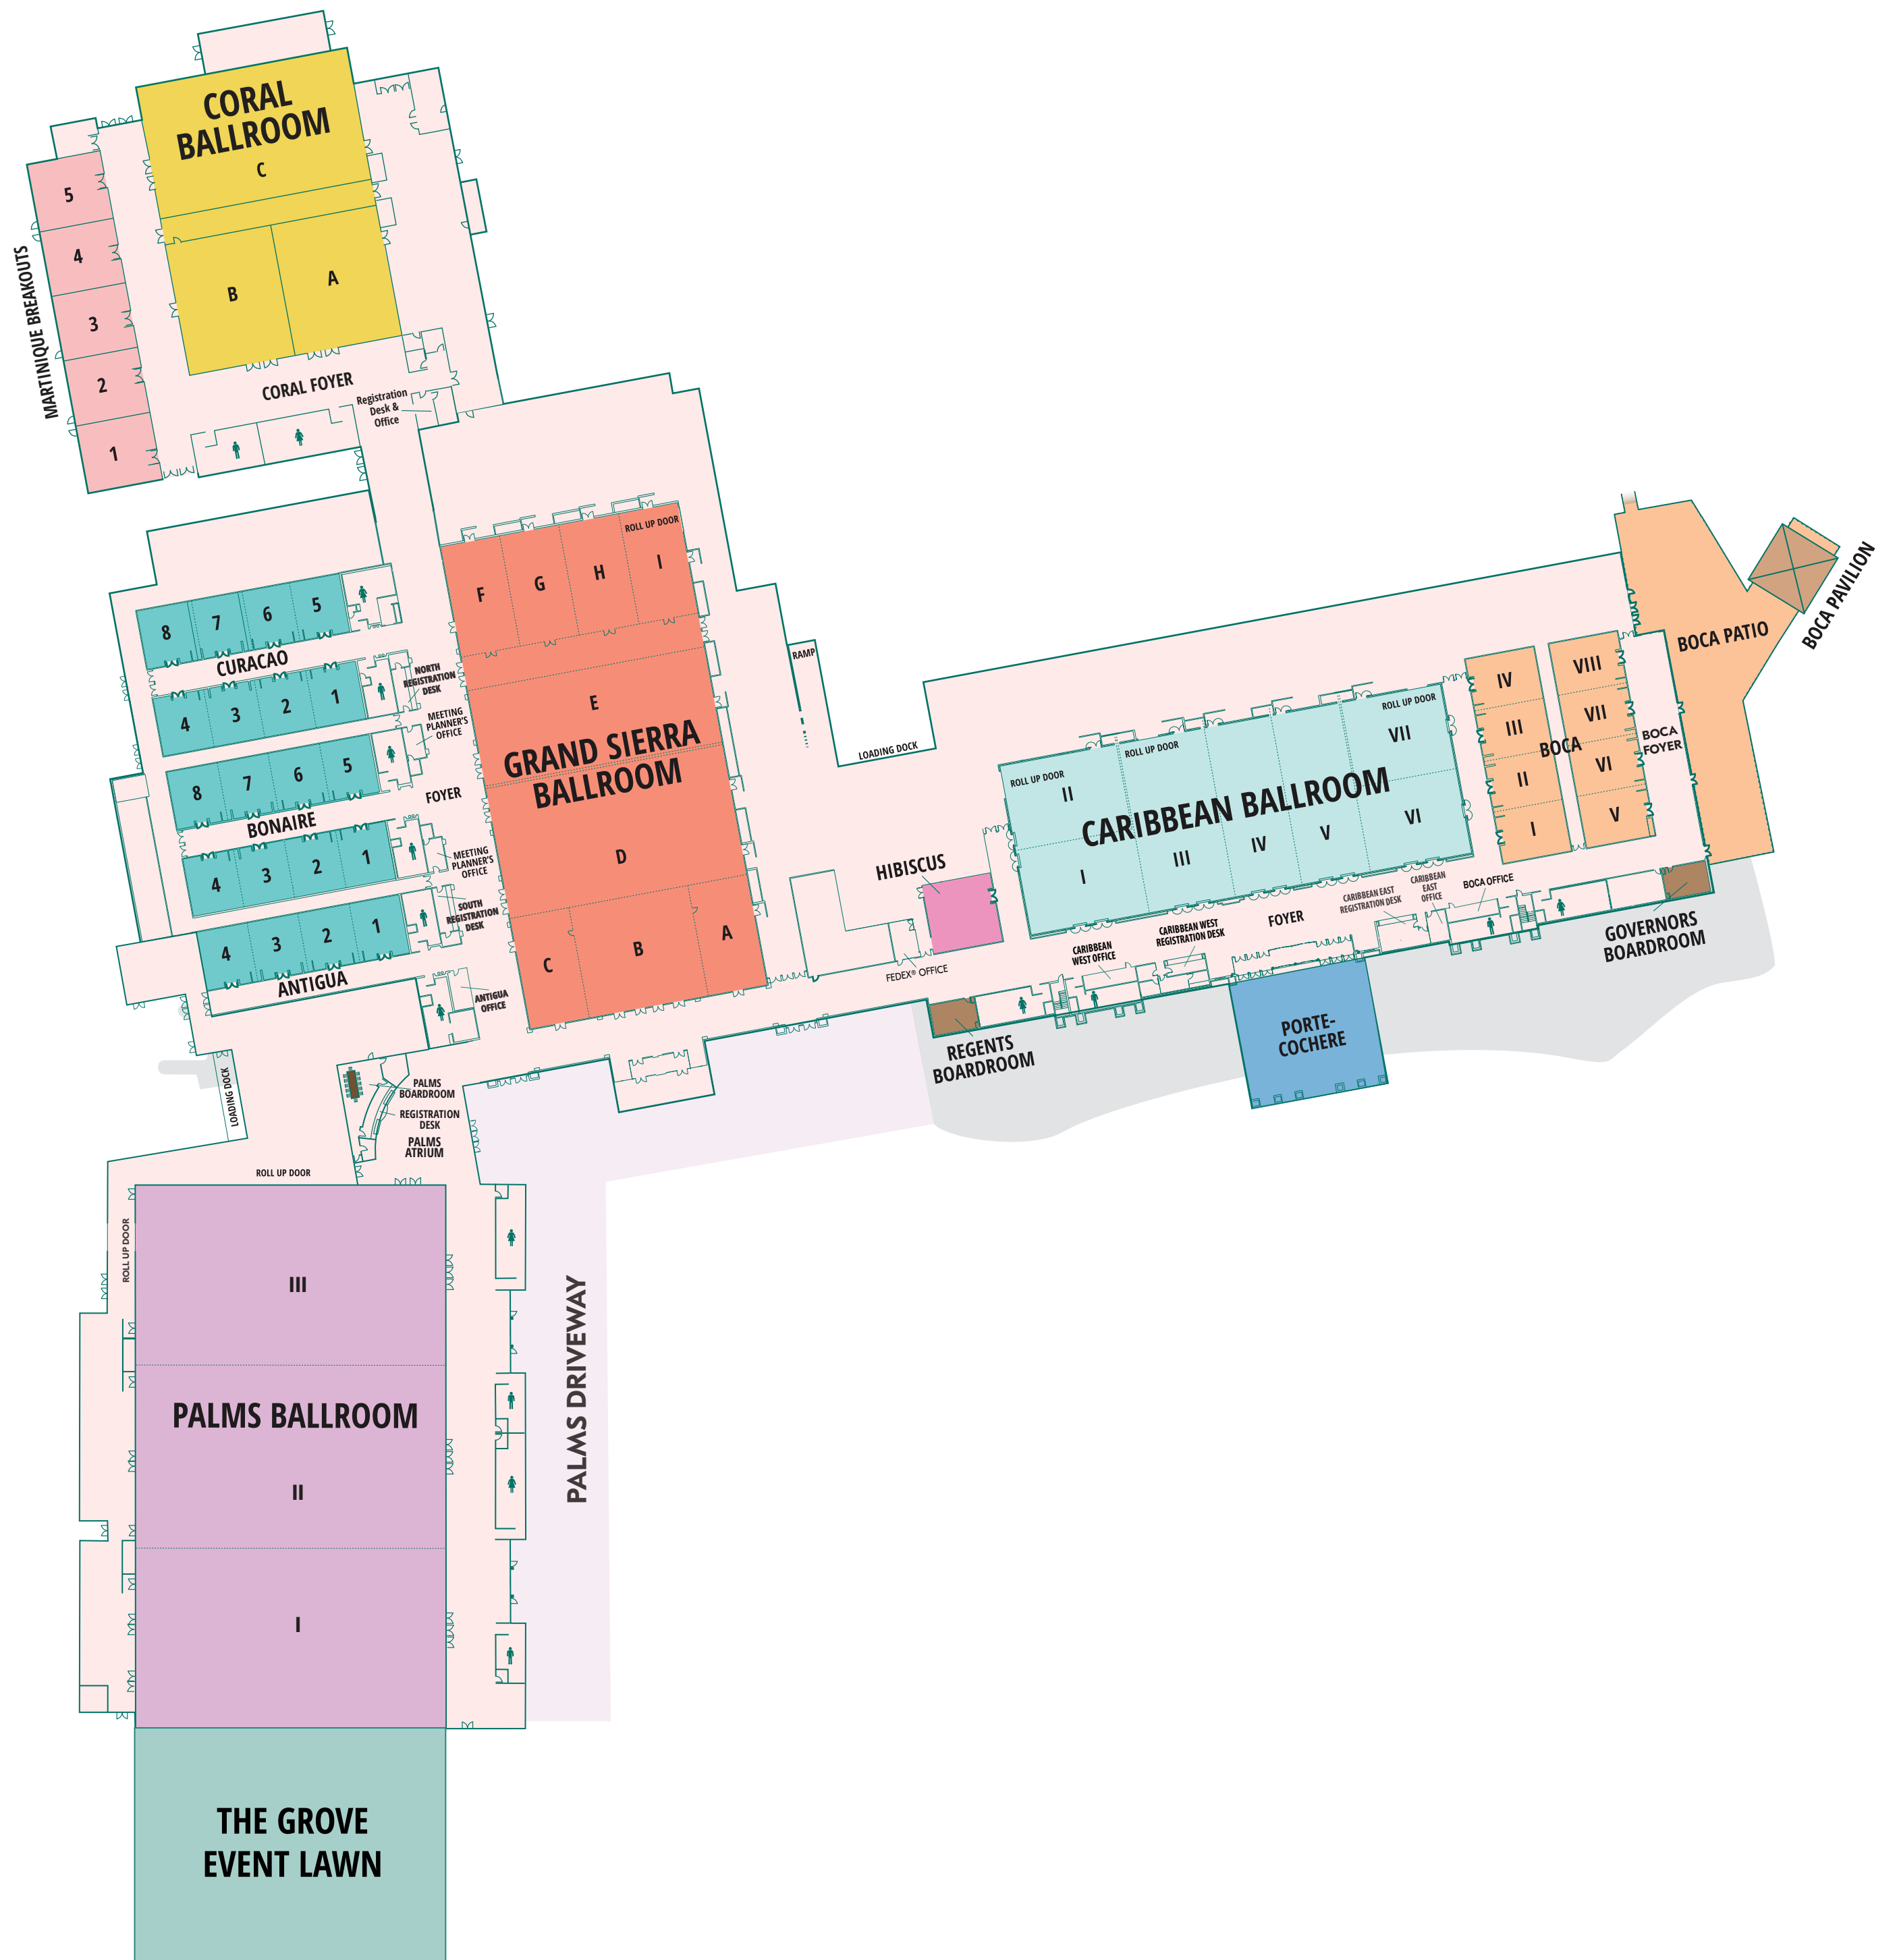 CORAL
BALLROOM
C
B
A
MARTINIQUE BREAKOUTS
5
4
3
2
1
CORAL FOYER
Registration
Desk &
Office
8
7
6
5
CURACAO
4
3
2
1
NORTH
REGISTRATION
DESK
MEETING
PLANNER'S
OFFICE
8
7
6
5
BONAIRE
FOYER
4
3
2
1
MEETING
PLANNER'S
OFFICE
SOUTH
REGISTRATION
DESK
4
3
2
1
ANTIGUA
ANTIGUA
OFFICE
F
G
H
I
ROLL UP DOOR
E
GRAND SIERRA
BALLROOM
D
C
B
A
RAMP
LOADING DOCK
HIBISCUS
FEDEX® OFFICE
ROLL UP DOOR
II
ROLL UP DOOR
ROLL UP DOOR
VII
CARIBBEAN BALLROOM
I
III
IV
V
VI
FOYER
CARIBBEAN
WEST OFFICE
CARIBBEAN WEST
REGISTRATION DESK
CARIBBEAN EAST
REGISTRATION DESK
CARIBBEAN
EAST
OFFICE
BOCA OFFICE
REGENTS
BOARDROOM
PORTE-
COCHERE
GOVERNORS
BOARDROOM
IV
VIII
III
VII
BOCA
II
VI
I
V
BOCA
FOYER
BOCA PATIO
BOCA PAVILION
LOADING DOCK
PALMS
BOARDROOM
REGISTRATION
DESK
PALMS
ATRIUM
ROLL UP DOOR
ROLL UP DOOR
III
PALMS BALLROOM
II
I
PALMS DRIVEWAY
THE GROVE
EVENT LAWN